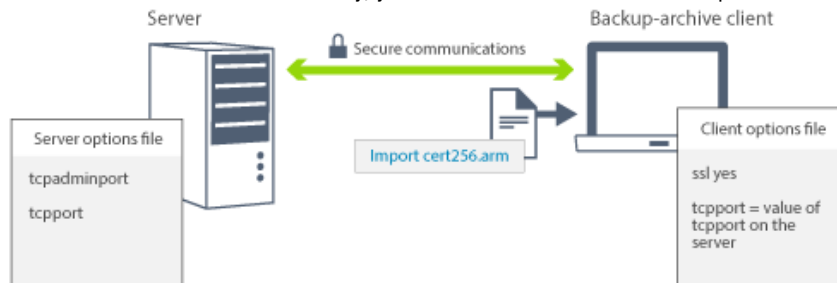 Server
Backup-archive client
Secure communications
Server options file
tcpadminport
tcpport
Import cert256.arm
Client options file
ssl yes
tcpport = value of
tcpport on the
server